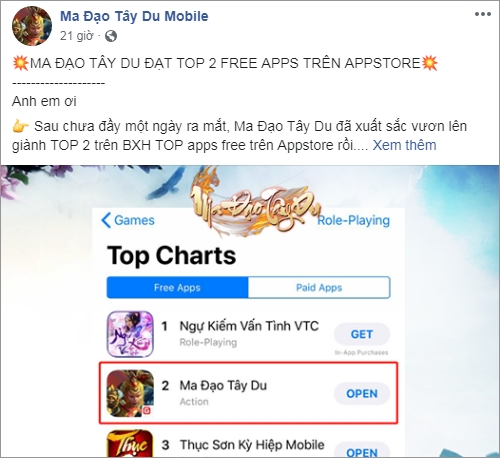 Ma Đạo Tây Du Mobile
21 giờ ·
💥MA ĐẠO TÂY DU ĐẠT TOP 2 FREE APPS TRÊN APPSTORE💥
--------------------
Anh em ơi
👉 Sau chưa đầy một ngày ra mắt, Ma Đạo Tây Du đã xuất sắc vươn lên
giành TOP 2 trên BXH TOP apps free trên Appstore rồi.... Xem thêm
Games
Ma Đạo Tây Du
Role-Playing
Top Charts
Free Apps
Paid Apps
1 Ngự Kiếm Vấn Tình VTC
Role-Playing
GET
In-App Purchases
2 Ma Đạo Tây Du
Action
OPEN
Thục
3 Thục Sơn Kỳ Hiệp Mobile
OPEN